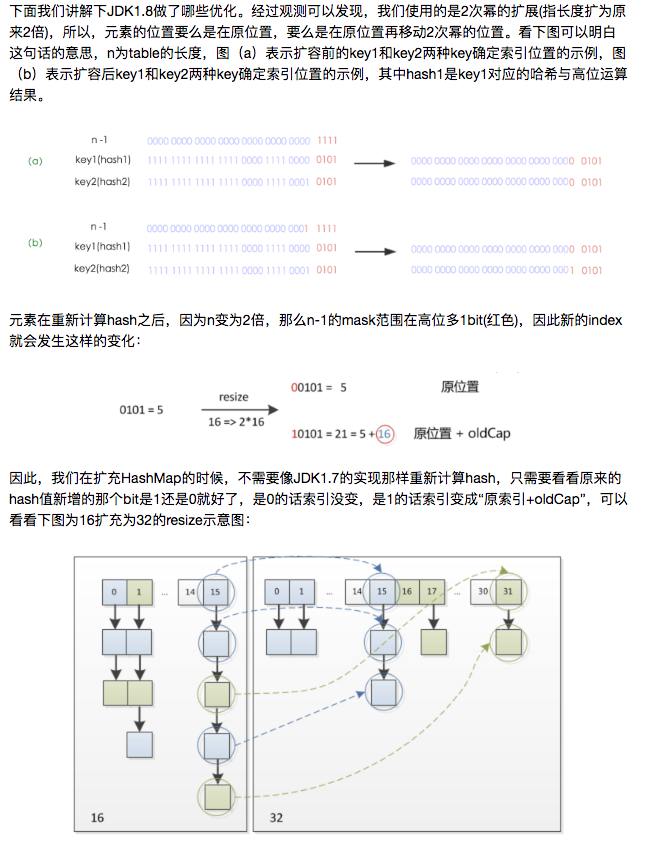 下面我们讲解下JDK1.8做了哪些优化。经过观测可以发现，我们使用的是2次幂的扩展(指长度扩为原
来2倍)，所以，元素的位置要么是在原位置，要么是在原位置再移动2次幂的位置。看下图可以明白
这句话的意思，n为table的长度，图（a）表示扩容前的key1和key2两种key确定索引位置的示例，图
（b）表示扩容后key1和key2两种key确定索引位置的示例，其中hash1是key1对应的哈希与高位运算
结果。
n-1 0000 0000 0000 0000 0000 0000 0000 1111
(a) key1(hash1) 1111 1111 1111 1111 0000 1111 0000 0101 0000 0000 0000 0000 0000 0000 0000 0101
key2(hash2) 1111 1111 1111 1111 0000 1111 0001 0101 0000 0000 0000 0000 0000 0000 0000 0101
n-1 0000 0000 0000 0000 0000 0000 0001 1111
(b) key1(hash1) 1111 1111 1111 1111 0000 1111 0000 0101 0000 0000 0000 0000 0000 0000 0000 0101
key2(hash2) 1111 1111 1111 1111 0000 1111 0001 0101 0000 0000 0000 0000 0000 0000 0001 0101
元素在重新计算hash之后，因为n变为2倍，那么n-1的mask范围在高位多1bit(红色)，因此新的index
就会发生这样的变化：
00101 = 5 原位置
0101 = 5 resize
16 => 2*16
10101 = 21 = 5 +16 原位置 + oldCap
因此，我们在扩充HashMap的时候，不需要像JDK1.7的实现那样重新计算hash，只需要看看原来的
hash值新增的那个bit是1还是0就好了，是0的话索引没变，是1的话索引变成“原索引+oldCap”，可以
看看下图为16扩充为32的resize示意图：
0 1 ... 14 15 0 1 ... 14 15 16 17 ... 30 31
16 32